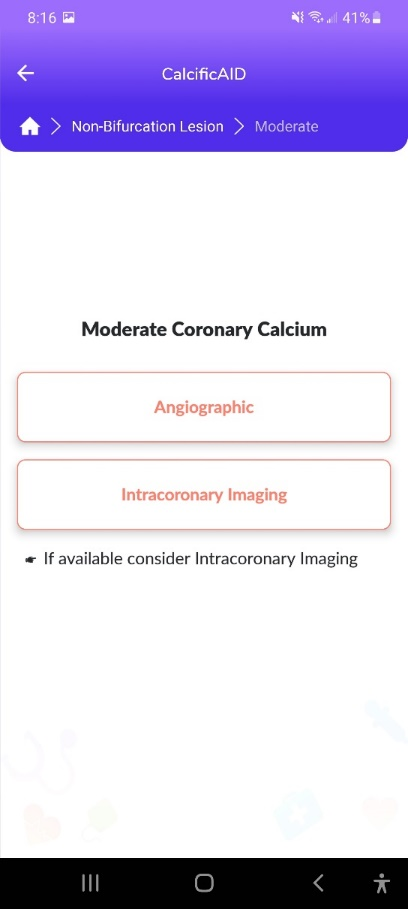 8:16 41%
CalcificAID
Non-Bifurcation Lesion Moderate
Moderate Coronary Calcium
Angiographic
Intracoronary Imaging
If available consider Intracoronary Imaging